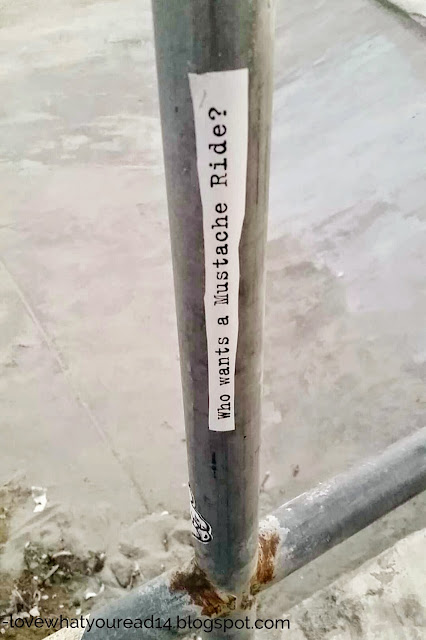 Who wants a Mustache Ride?
-lovewhatyouread14.blogspot.com